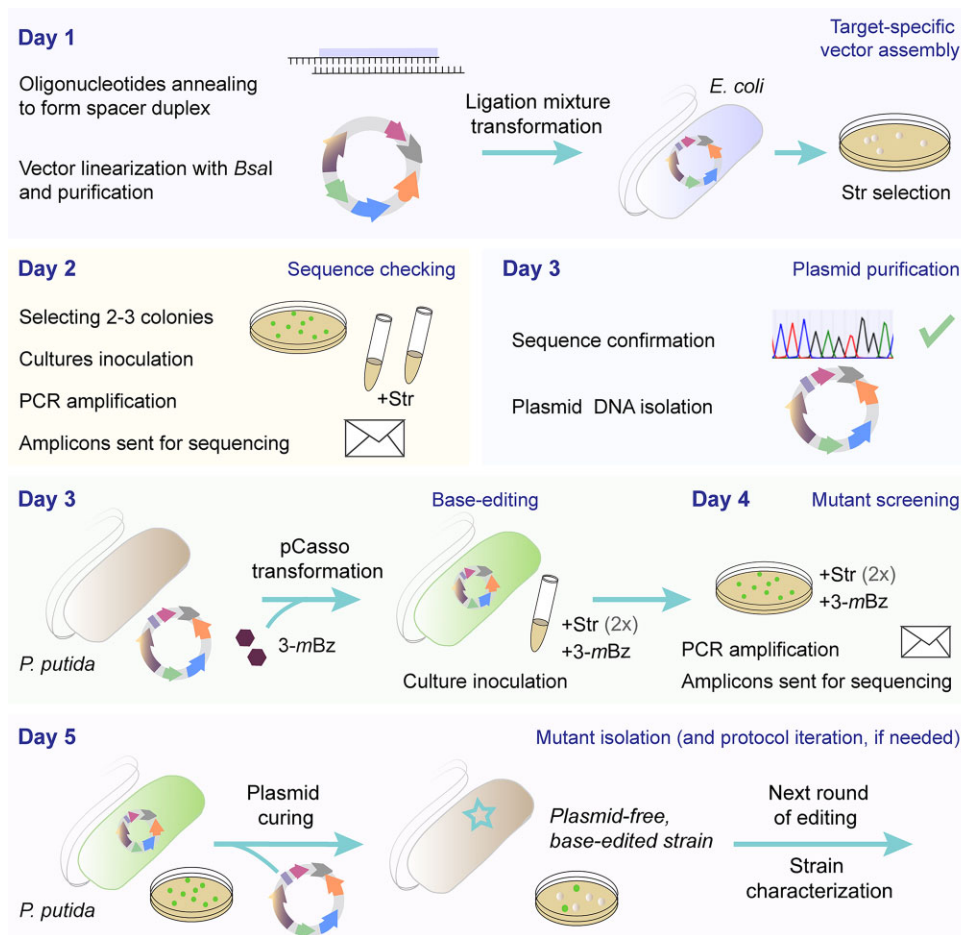 Day 1
Target-specific
vector assembly
Oligonucleotides annealing
to form spacer duplex
Vector linearization with BsaI
and purification
Ligation mixture
transformation
E. coli
Str selection
Day 2
Sequence checking
Selecting 2-3 colonies
Cultures inoculation
PCR amplification
+Str
Amplicons sent for sequencing
Day 3
Plasmid purification
Sequence confirmation
Plasmid DNA isolation
Day 3
Base-editing
P. putida
pCasso
transformation
3-mBz
+Str (2x)
+3-mBz
Culture inoculation
Day 4
Mutant screening
+Str (2x)
+3-mBz
PCR amplification
Amplicons sent for sequencing
Day 5
Mutant isolation (and protocol iteration, if needed)
P. putida
Plasmid
curing
Plasmid-free,
base-edited strain
Next round
of editing
Strain
characterization